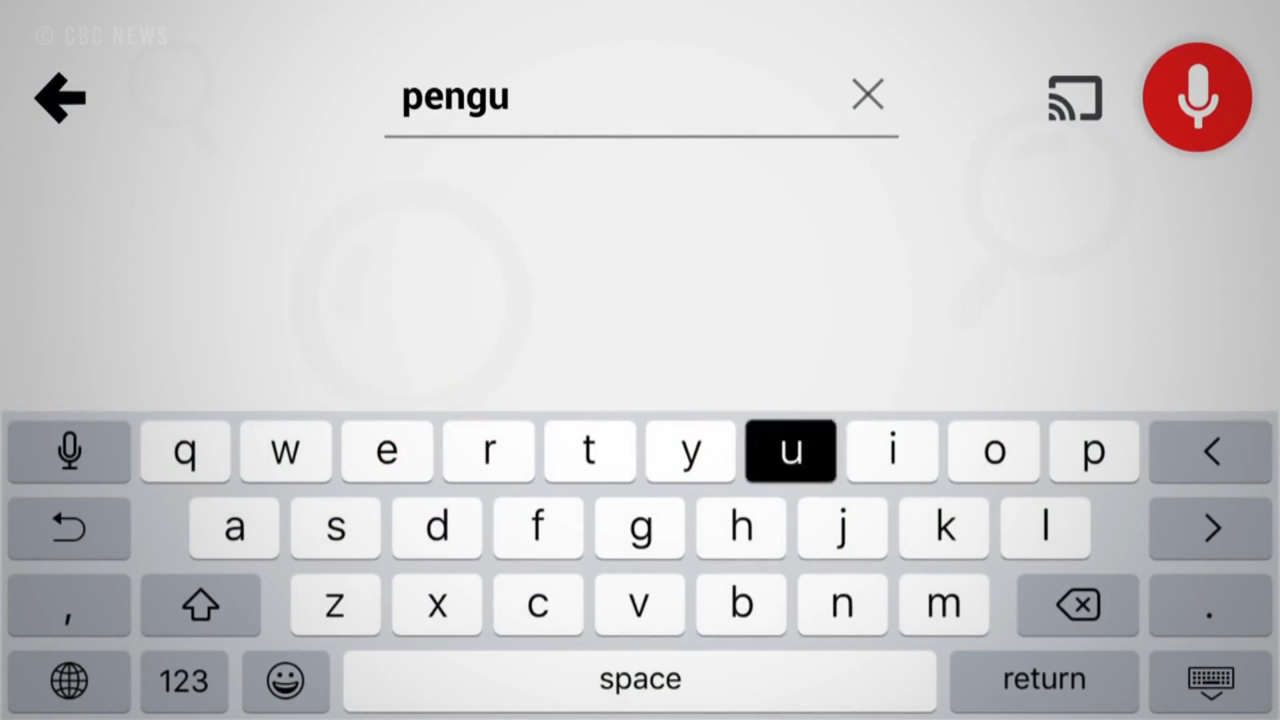 © CBC NEWS
pengu
q w e r t y u i o p
a s d f g h j k l
, z x c v b n m .
123 space return